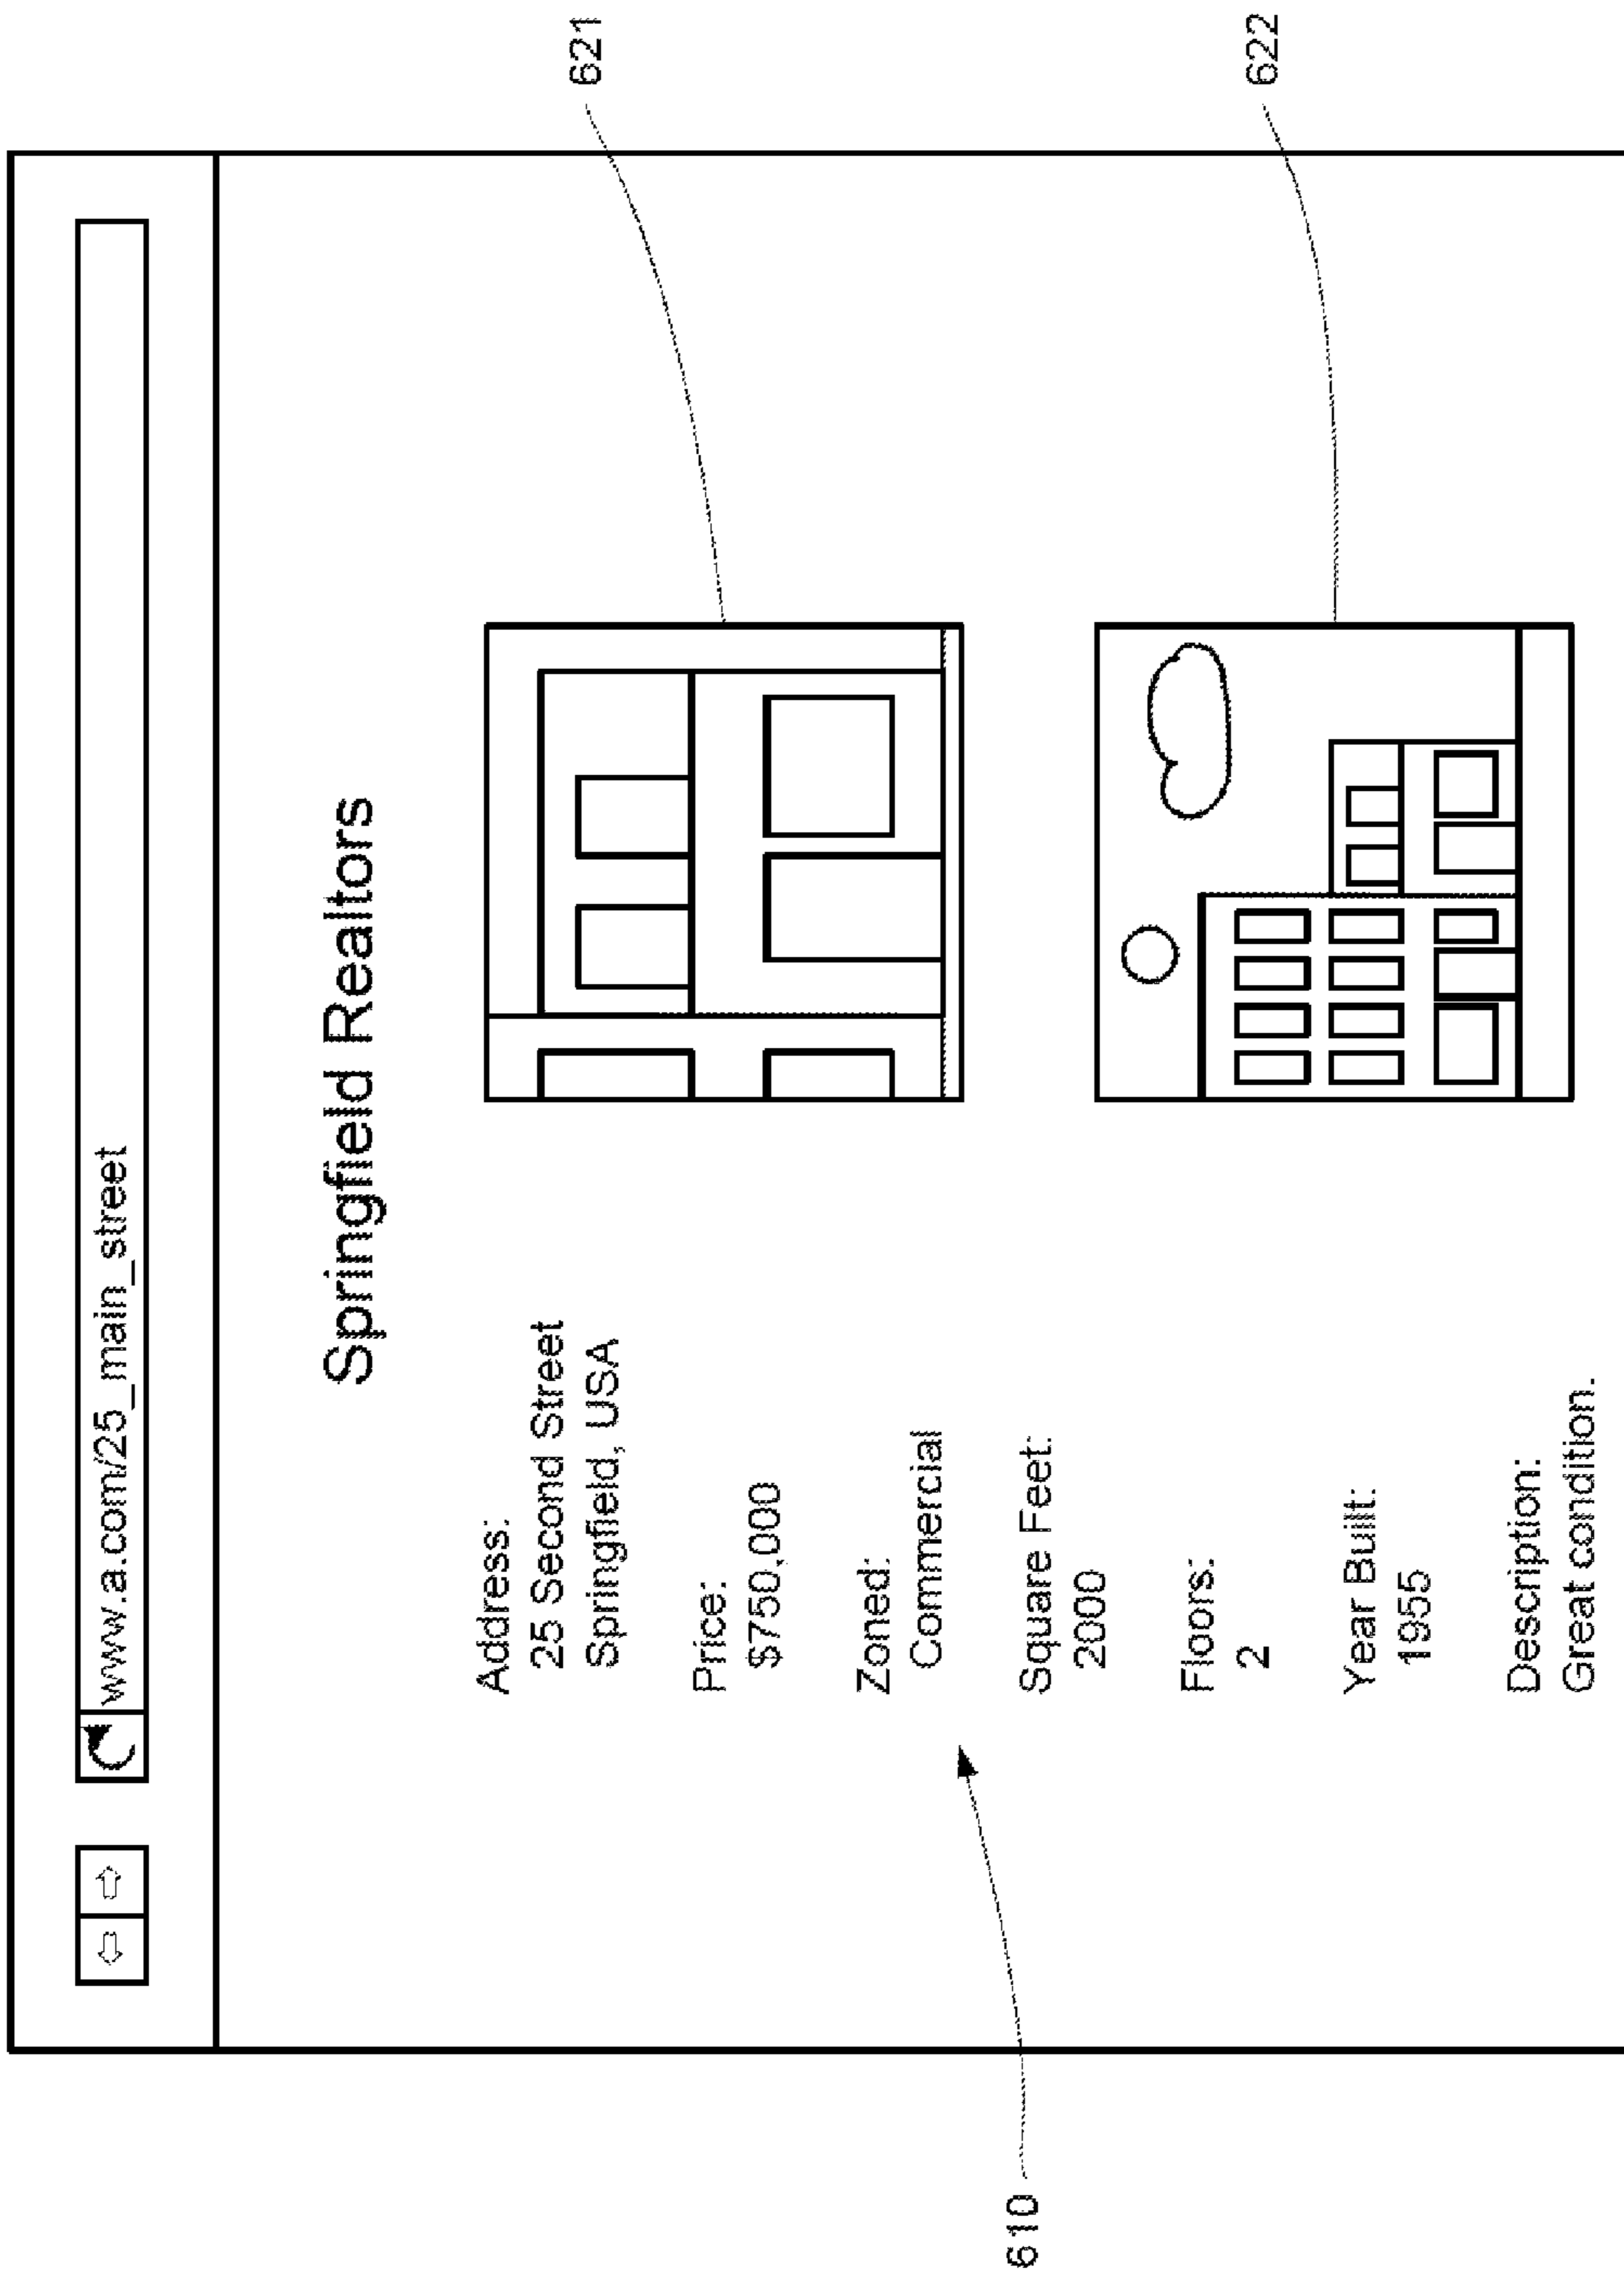 www.a.com/25_main_street
Springfield Realtors
Address:
25 Second Street
Springfield, USA
Price:
$750,000
Zoned:
Commercial
Square Feet:
2000
Floors:
2
Year Built:
1955
Description:
Great condition.
610
621
622